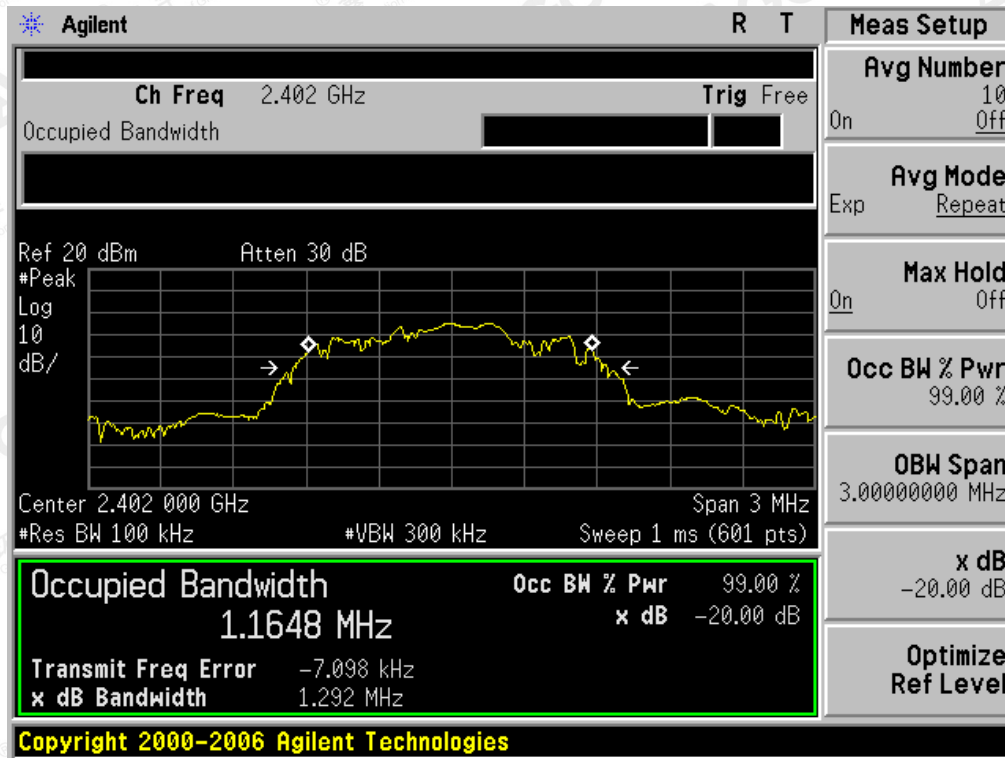 Agilent R T
Ch Freq 2.402 GHz Trig Free
Occupied Bandwidth
Ref 20 dBm Atten 30 dB
#Peak
Log
10
dB/
Center 2.402 000 GHz Span 3 MHz
#Res BW 100 kHz #VBW 300 kHz Sweep 1 ms (601 pts)
Occupied Bandwidth Occ BW % Pwr 99.00 %
1.1648 MHz x dB -20.00 dB
Transmit Freq Error -7.098 kHz
x dB Bandwidth 1.292 MHz
Copyright 2000-2006 Agilent Technologies
Meas Setup
Avg Number
10
On Off
Avg Mode
Exp Repeat
Max Hold
On Off
Occ BW % Pwr
99.00 %
OBW Span
3.00000000 MHz
x dB
-20.00 dB
Optimize
Ref Level